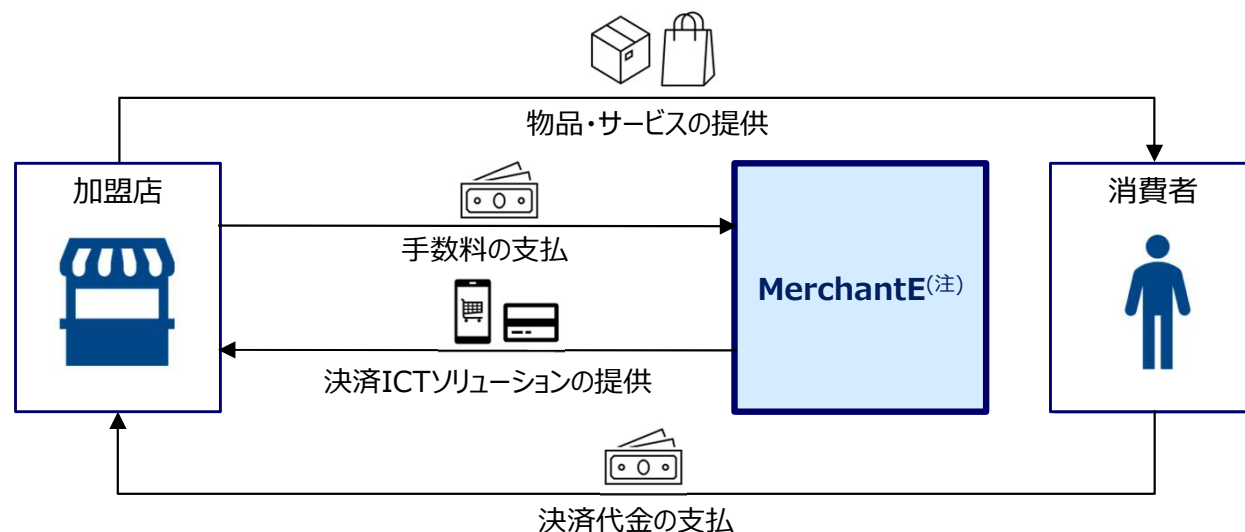 物品・サービスの提供
加盟店
消費者
手数料の支払
MerchantE(注)
決済ICTソリューションの提供
決済代金の支払